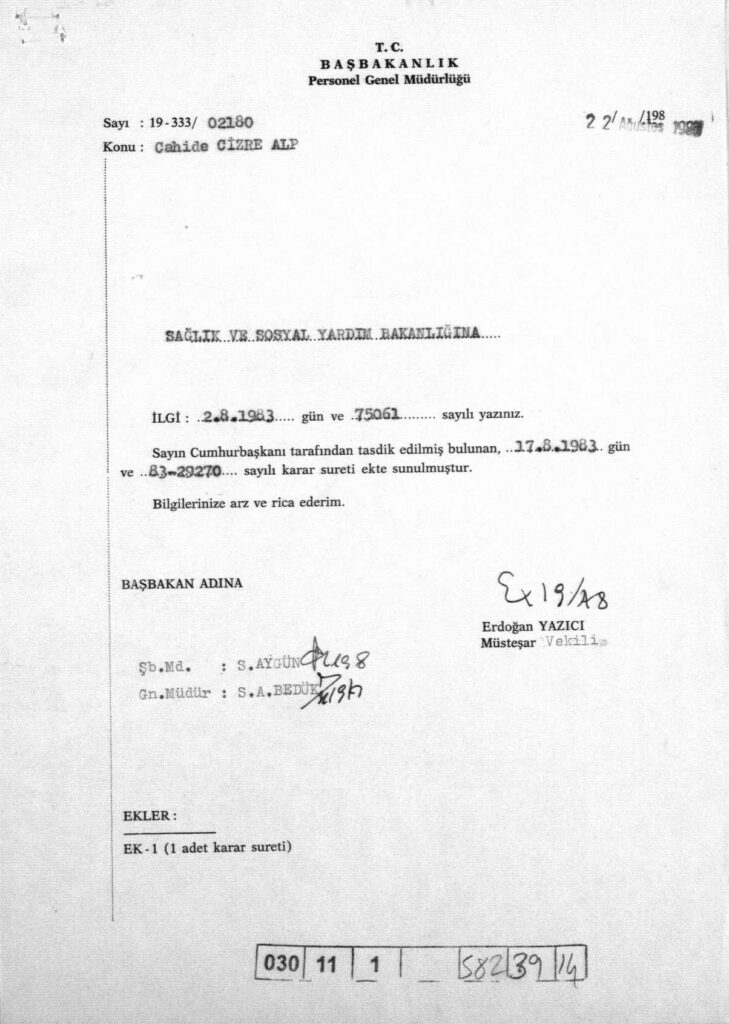 T. C.
BAŞBAKANLIK
Personel Genel Müdürlüğü
Sayı : 19-333/ 02180
22/Ağustos/198
Konu : Cahide CİZRE ALP
SAĞLIK VE SOSYAL YARDIM BAKANLIĞINA.....
İLGİ : ..2.8.1983..... gün ve .75061......... sayılı yazınız.
Sayın Cumhurbaşkanı tarafından tasdik edilmiş bulunan, ..17.8.1983.. gün
ve ..83-29270.... sayılı karar sureti ekte sunulmuştur.
Bilgilerinize arz ve rica ederim.
BAŞBAKAN ADINA
Erdoğan YAZICI
Müsteşar Vekili
Şb.Md. : S.AYGÜN
Gn.Müdür : S.A.BEDÜK
EKLER :
EK-1 (1 adet karar sureti)
030 11 1 582 39 14